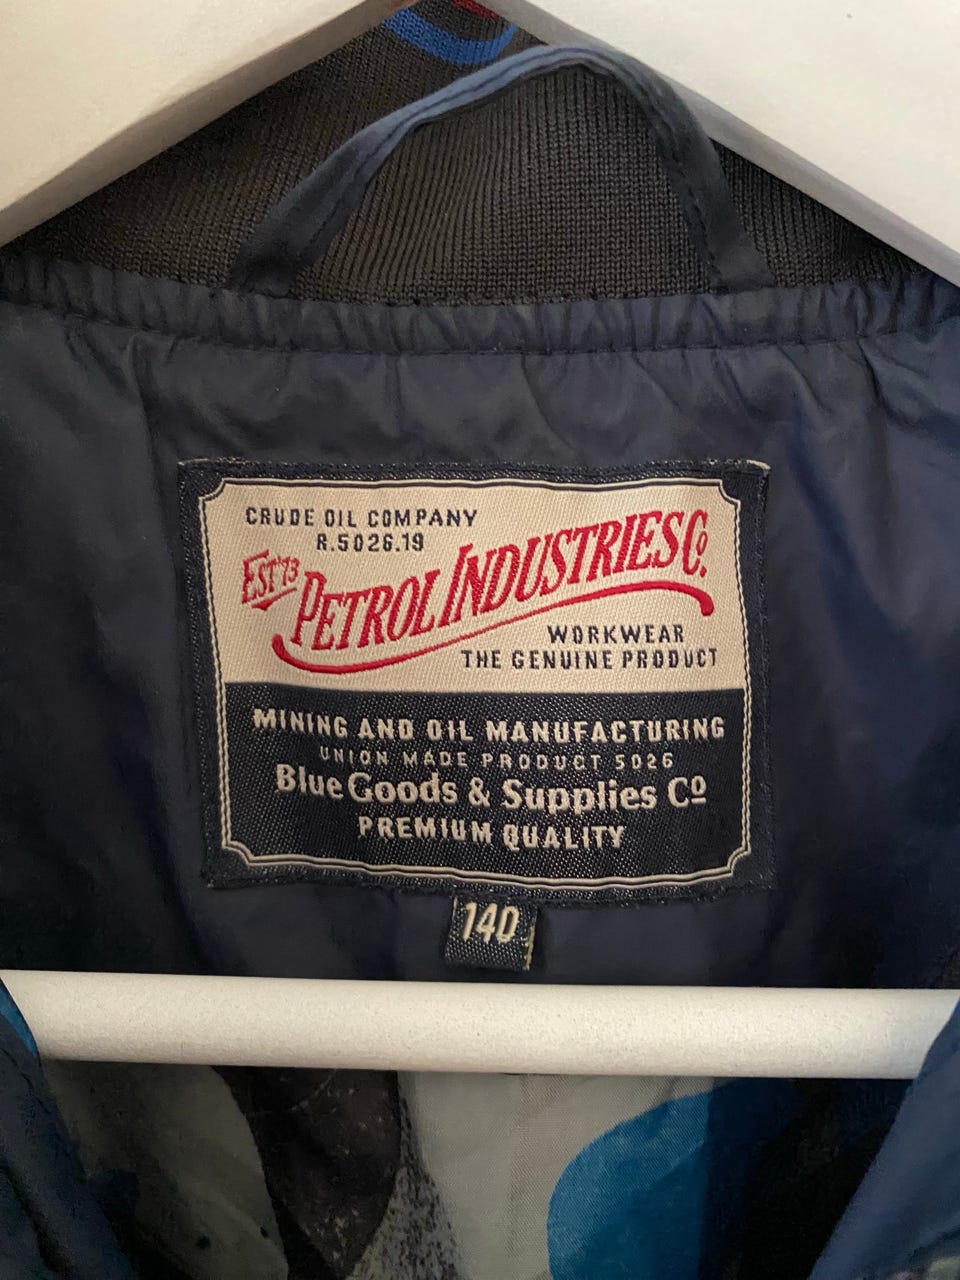 CRUDE OIL COMPANY
R.5026.19
EST'73
PETROL INDUSTRIES Co.
WORKWEAR
THE GENUINE PRODUCT
MINING AND OIL MANUFACTURING
UNION MADE PRODUCT 5026
Blue Goods & Supplies Co
PREMIUM QUALITY
140